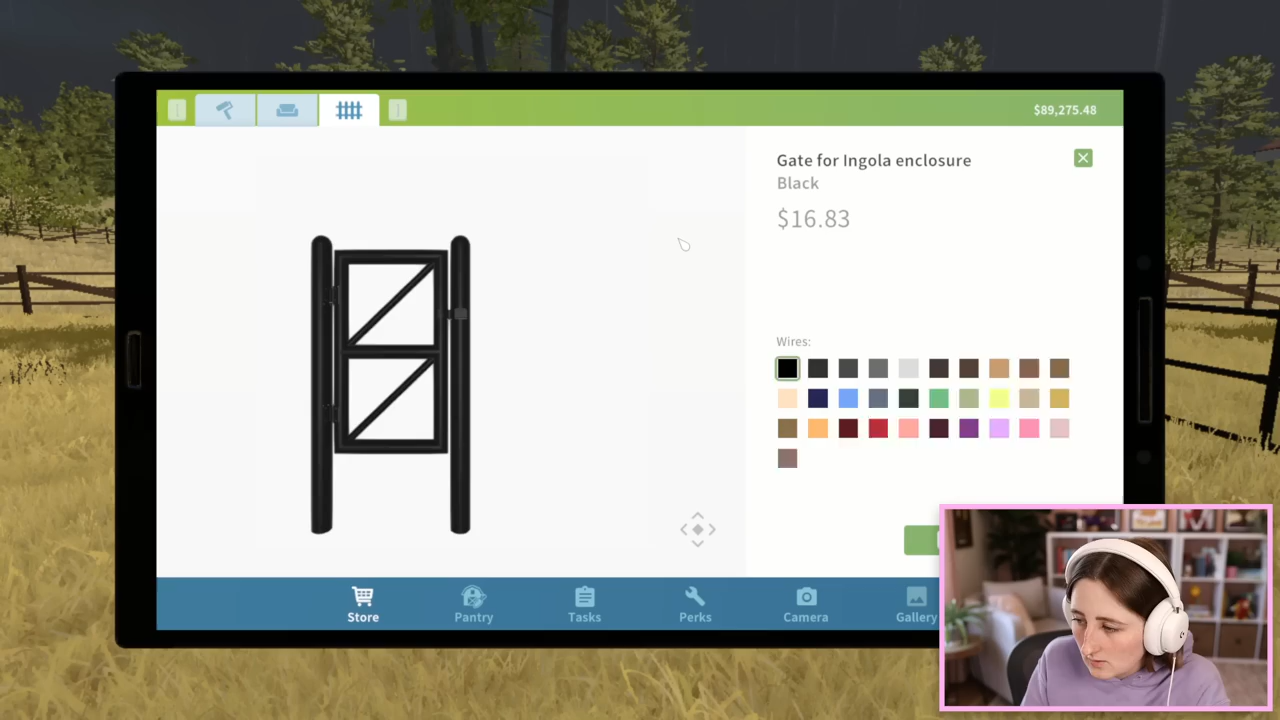 $89,275.48
Gate for Ingola enclosure
Black
$16.83
Wires:
Store
Pantry
Tasks
Perks
Camera
Gallery